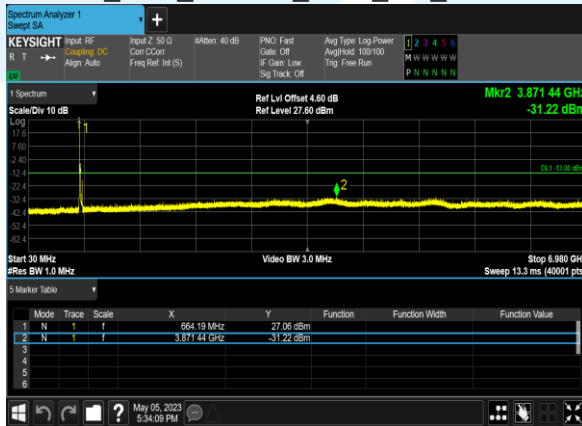 Spectrum Analyzer 1
Swept SA
+
KEYSIGHT Input: RF Input Z: 50 Ω #Atten: 40 dB PNO: Fast Avg Type: Log-Power 1 2 3 4 5 6
R T Coupling: DC Corr CCorr Gate: Off Avg|Hold: 100/100 M W W W W W
Align: Auto Freq Ref: Int (S) IF Gain: Low Trig: Free Run
Sig Track: Off P N N N N N
1 Spectrum
Ref Lvl Offset 4.60 dB Mkr2 3.871 44 GHz
Scale/Div 10 dB Ref Level 27.60 dBm -31.22 dBm
Log
1
17.6
7.60
-2.40
DL1 -13.00 dBm
-12.4
2
-22.4
-32.4
-42.4
-52.4
-62.4
Start 30 MHz Video BW 3.0 MHz Stop 6.980 GH
#Res BW 1.0 MHz Sweep 13.3 ms (40001 pts
5 Marker Table
Mode Trace Scale X Y Function Function Width Function Value
1 N 1 f 664.19 MHz 27.06 dBm
2 N 1 f 3.871 44 GHz -31.22 dBm
3
4
5
6
?
May 05, 2023
5:34:09 PM